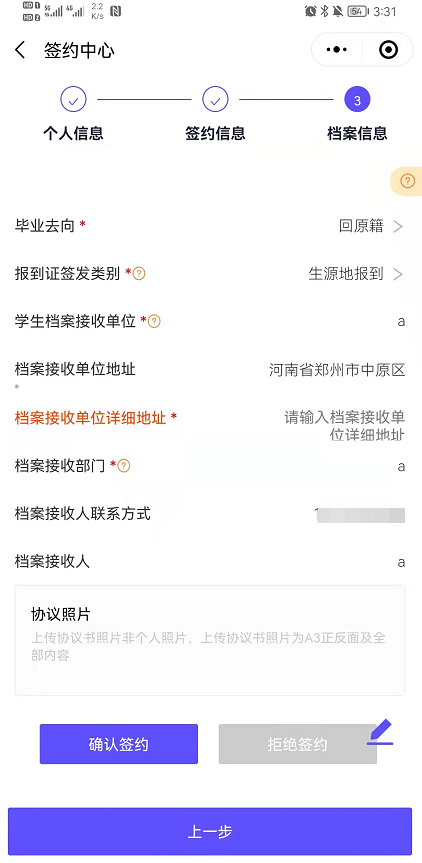 HD 1 5G 4G 2.2 54 3:31
HD 2 K/s
签约中心
3
个人信息 签约信息 档案信息
?
毕业去向 * 回原籍
报到证签发类别 * ? 生源地报到
学生档案接收单位 * ? a
档案接收单位地址 河南省郑州市中原区
*
档案接收单位详细地址 * 请输入档案接收单
位详细地址
档案接收部门 * ? a
档案接收人联系方式
档案接收人 a
协议照片
上传协议书照片非个人照片、上传协议书照片为A3正反面及全
部内容
确认签约 拒绝签约
上一步